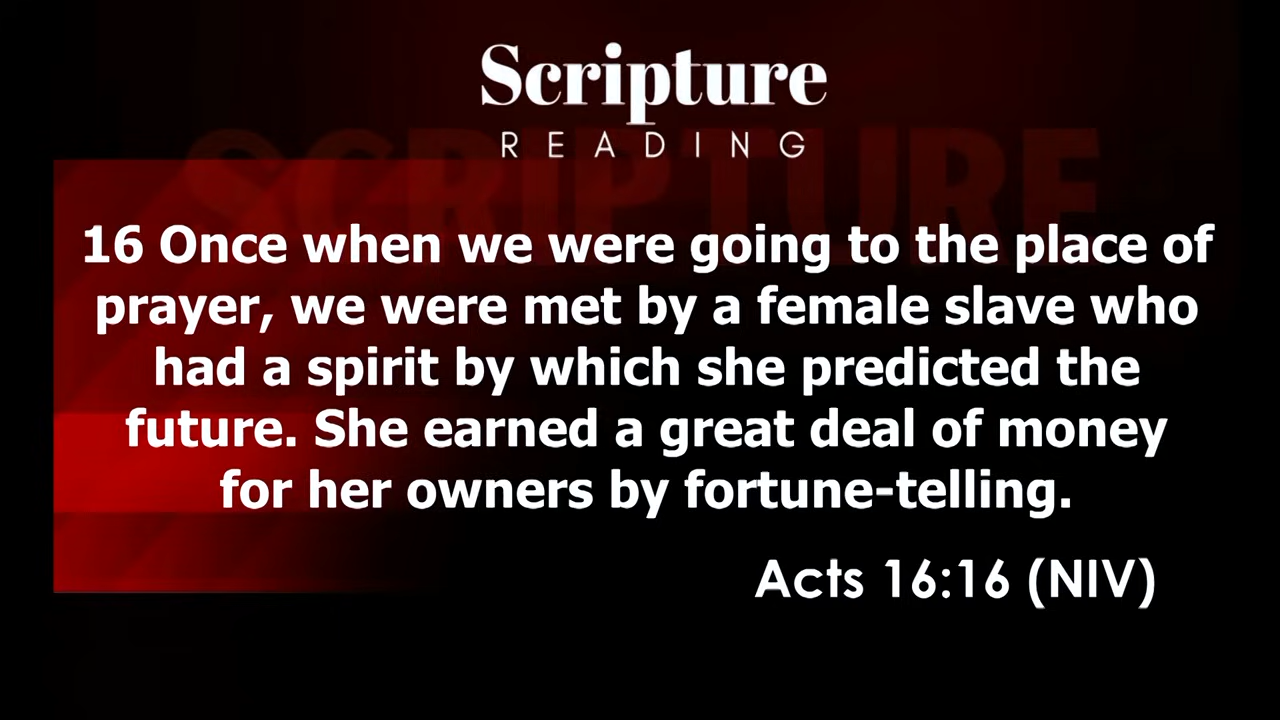 Scripture
READING
SCRIPTURE
16 Once when we were going to the place of
prayer, we were met by a female slave who
had a spirit by which she predicted the
future. She earned a great deal of money
for her owners by fortune-telling.
Acts 16:16 (NIV)